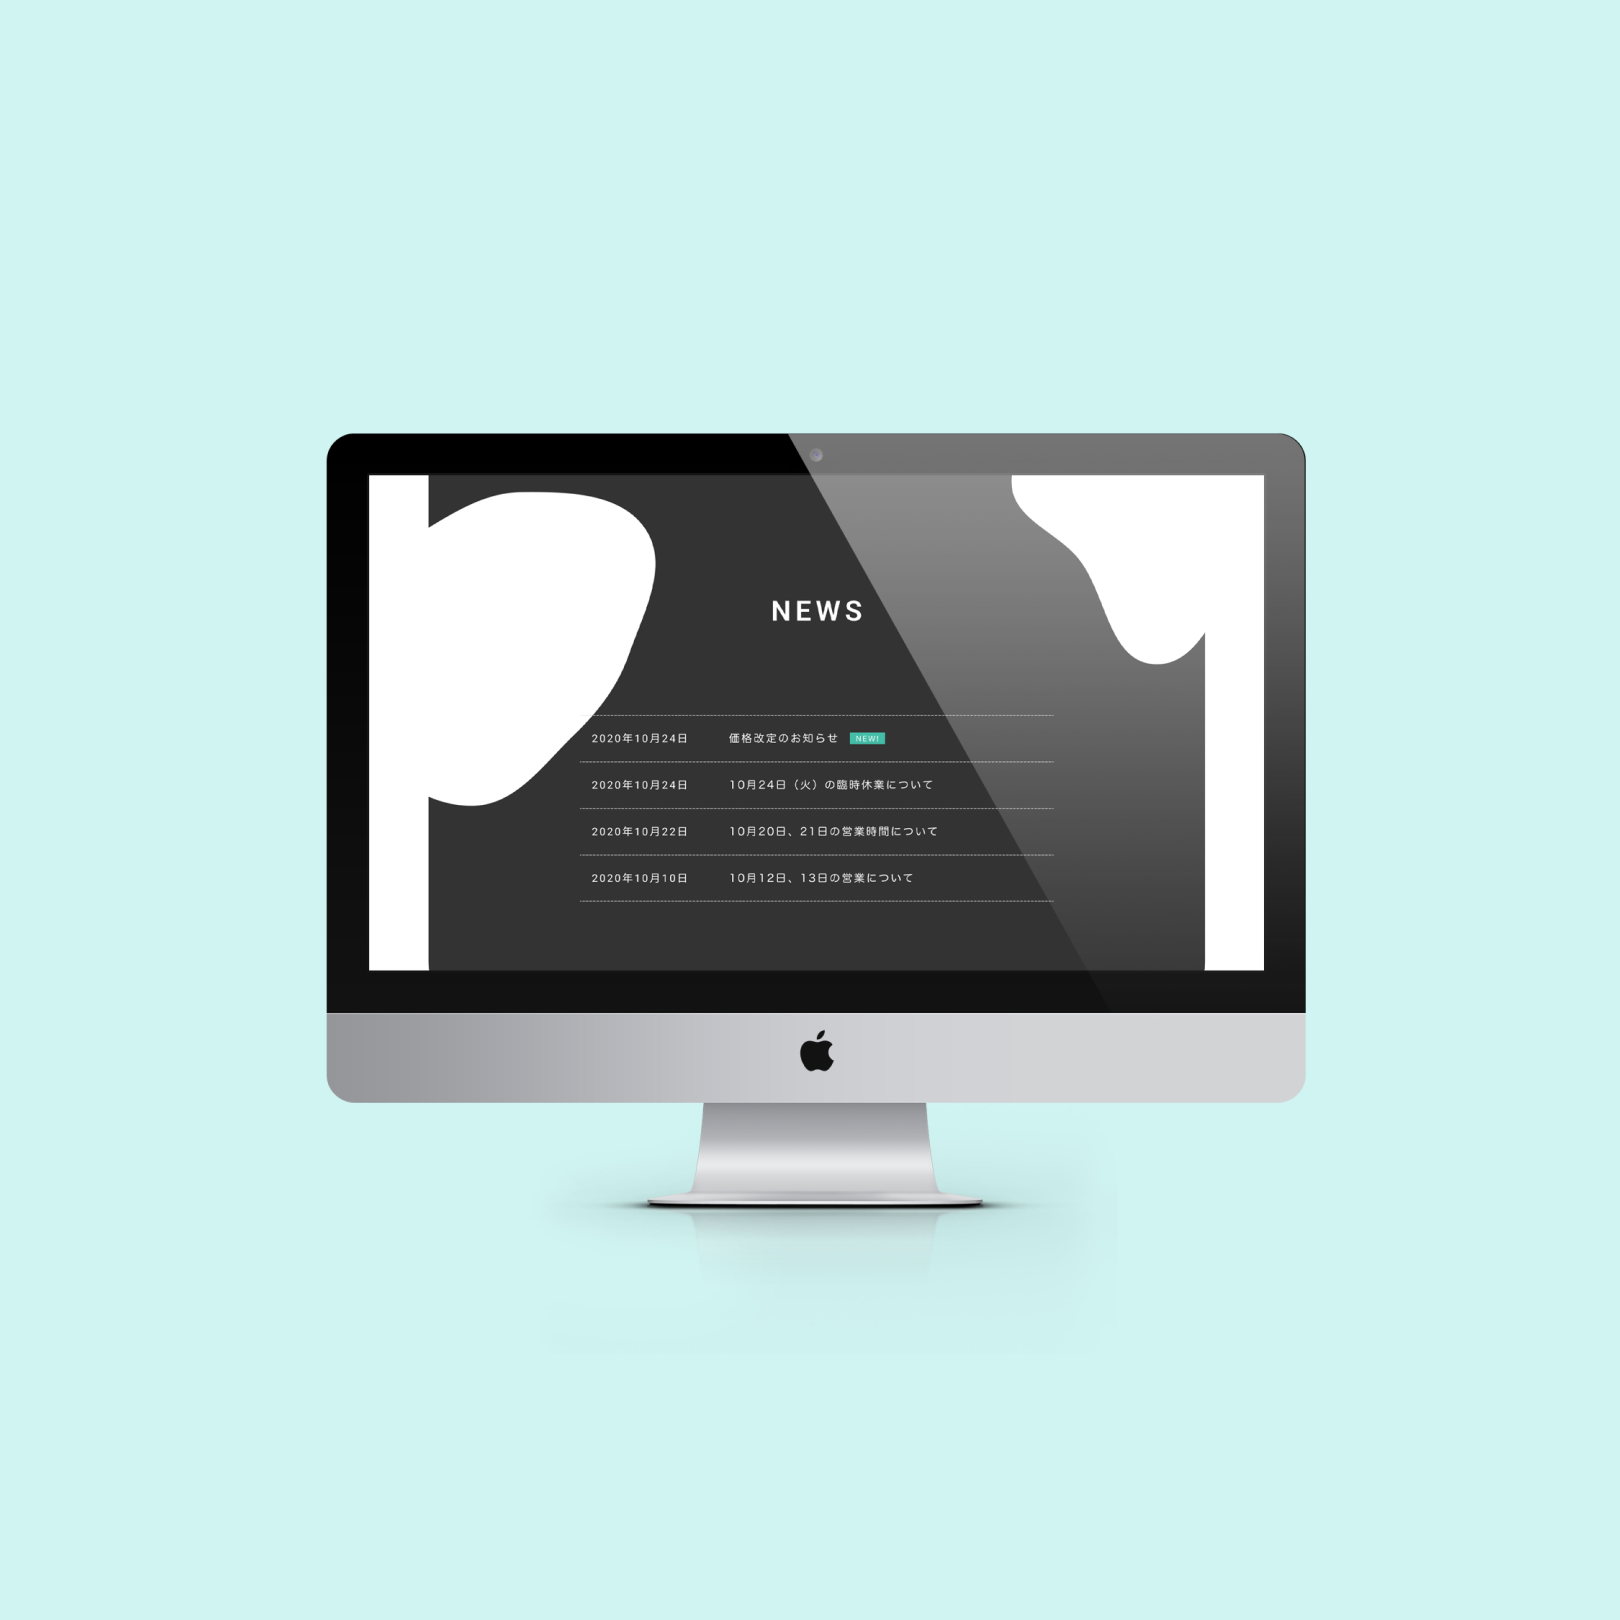 NEWS
2020年10月24日 価格改定のお知らせ NEW!
2020年10月24日 10月24日（火）の臨時休業について
2020年10月22日 10月20日、21日の営業時間について
2020年10月10日 10月12日、13日の営業について